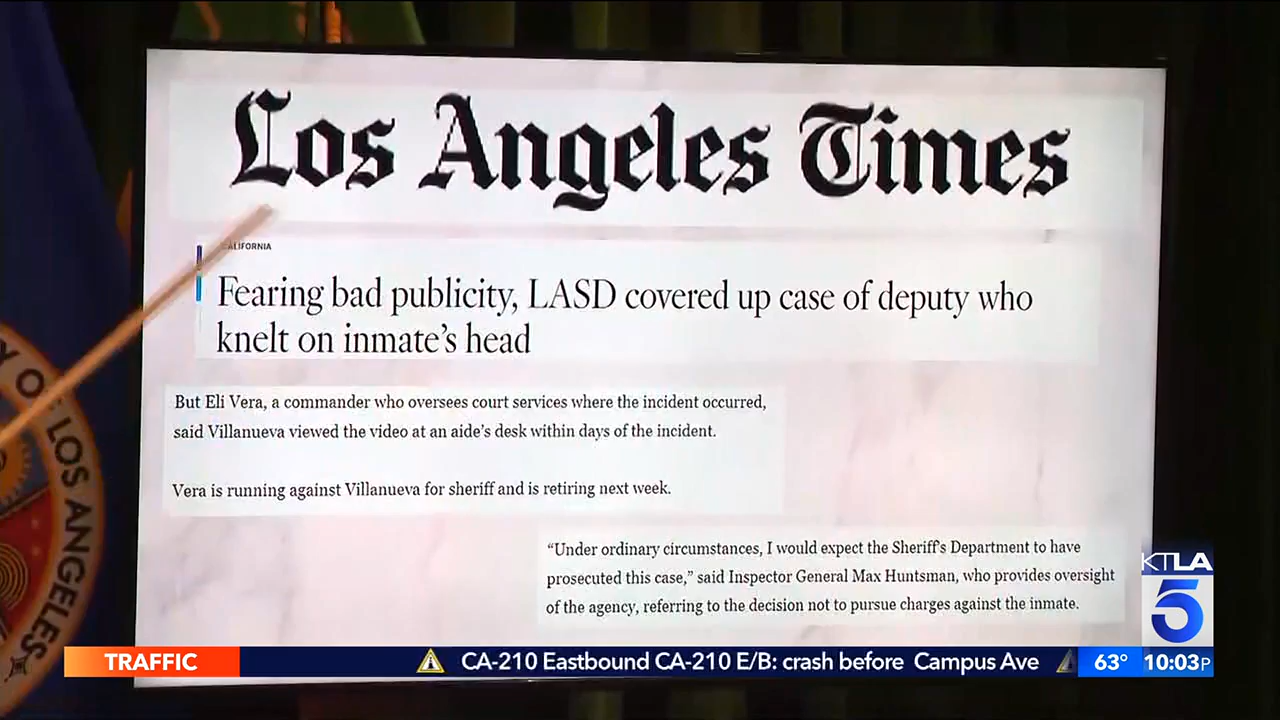 Los Angeles Times
CALIFORNIA
Fearing bad publicity, LASD covered up case of deputy who
knelt on inmate's head
But Eli Vera, a commander who oversees court services where the incident occurred,
said Villanueva viewed the video at an aide's desk within days of the incident.
Vera is running against Villanueva for sheriff and is retiring next week.
“Under ordinary circumstances, I would expect the Sheriff's Department to have
prosecuted this case,” said Inspector General Max Huntsman, who provides oversight
of the agency, referring to the decision not to pursue charges against the inmate.
Y OF LOS ANGELES
KTLA
5
TRAFFIC
CA-210 Eastbound CA-210 E/B: crash before Campus Ave
63° 10:03P